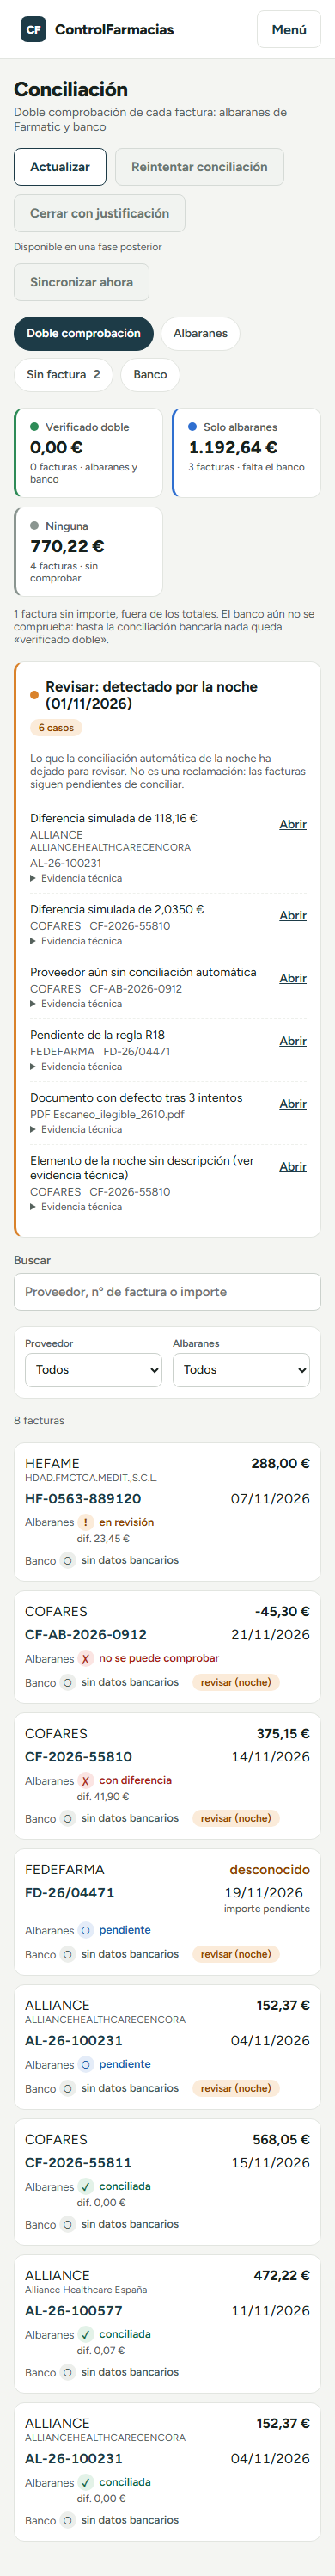 CF ControlFarmacias Menú
Conciliación
Doble comprobación de cada factura: albaranes de
Farmatic y banco
Actualizar Reintentar conciliación
Cerrar con justificación
Disponible en una fase posterior
Sincronizar ahora
Doble comprobación Albaranes
Sin factura 2 Banco
Verificado doble
0,00 €
0 facturas · albaranes y
banco
Solo albaranes
1.192,64 €
3 facturas · falta el banco
Ninguna
770,22 €
4 facturas · sin
comprobar
1 factura sin importe, fuera de los totales. El banco aún no se
comprueba: hasta la conciliación bancaria nada queda
«verificado doble».
Revisar: detectado por la noche
(01/11/2026)
6 casos
Lo que la conciliación automática de la noche ha
dejado para revisar. No es una reclamación: las facturas
siguen pendientes de conciliar.
Diferencia simulada de 118,16 € Abrir
ALLIANCE
ALLIANCEHEALTHCARECENCORA
AL-26-100231
▶ Evidencia técnica
Diferencia simulada de 2,0350 € Abrir
COFARES CF-2026-55810
▶ Evidencia técnica
Proveedor aún sin conciliación automática Abrir
COFARES CF-AB-2026-0912
▶ Evidencia técnica
Pendiente de la regla R18 Abrir
FEDEFARMA FD-26/04471
▶ Evidencia técnica
Documento con defecto tras 3 intentos Abrir
PDF Escaneo_ilegible_2610.pdf
▶ Evidencia técnica
Elemento de la noche sin descripción (ver Abrir
evidencia técnica)
COFARES CF-2026-55810
▶ Evidencia técnica
Buscar
Proveedor, nº de factura o importe
Proveedor Albaranes
Todos Todos
8 facturas
HEFAME 288,00 €
HDAD.FMCTCA.MEDIT.,S.C.L.
HF-0563-889120 07/11/2026
Albaranes ! en revisión
dif. 23,45 €
Banco ○ sin datos bancarios
COFARES -45,30 €
CF-AB-2026-0912 21/11/2026
Albaranes ✗ no se puede comprobar
Banco ○ sin datos bancarios revisar (noche)
COFARES 375,15 €
CF-2026-55810 14/11/2026
Albaranes ✗ con diferencia
dif. 41,90 €
Banco ○ sin datos bancarios revisar (noche)
FEDEFARMA desconocido
FD-26/04471 19/11/2026
importe pendiente
Albaranes ○ pendiente
Banco ○ sin datos bancarios revisar (noche)
ALLIANCE 152,37 €
ALLIANCEHEALTHCARECENCORA
AL-26-100231 04/11/2026
Albaranes ○ pendiente
Banco ○ sin datos bancarios revisar (noche)
COFARES 568,05 €
CF-2026-55811 15/11/2026
Albaranes ✓ conciliada
dif. 0,00 €
Banco ○ sin datos bancarios
ALLIANCE 472,22 €
Alliance Healthcare España
AL-26-100577 11/11/2026
Albaranes ✓ conciliada
dif. 0,07 €
Banco ○ sin datos bancarios
ALLIANCE 152,37 €
ALLIANCEHEALTHCARECENCORA
AL-26-100231 04/11/2026
Albaranes ✓ conciliada
dif. 0,00 €
Banco ○ sin datos bancarios